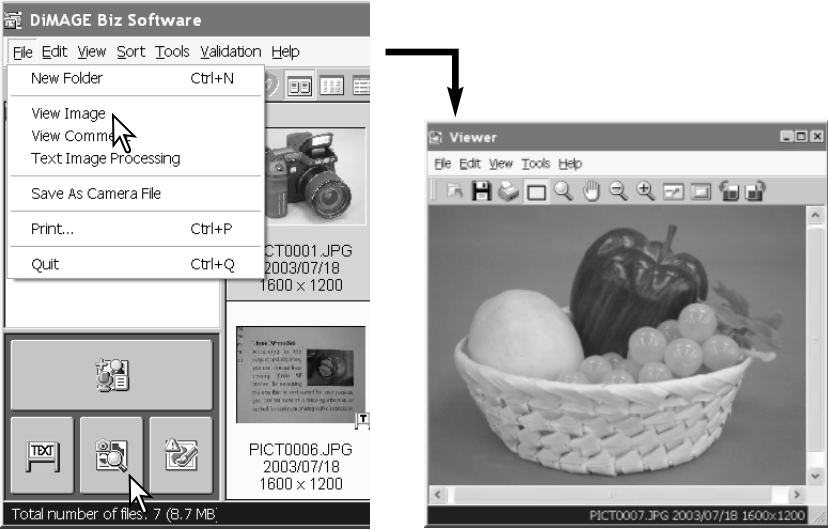 DiMAGE Biz Software
File Edit View Sort Tools Validation Help
New Folder Ctrl+N
View Image
View Comme
Text Image Processing
Save As Camera File
Print... Ctrl+P
Quit Ctrl+Q
CT0001.JPG
2003/07/18
1600 × 1200
T
PICT0006.JPG
2003/07/18
1600 × 1200
TEXT
Total number of files: 7 (8.7 MB)
Viewer
File Edit View Tools Help
PICT0007.JPG 2003/07/18 1600×1200